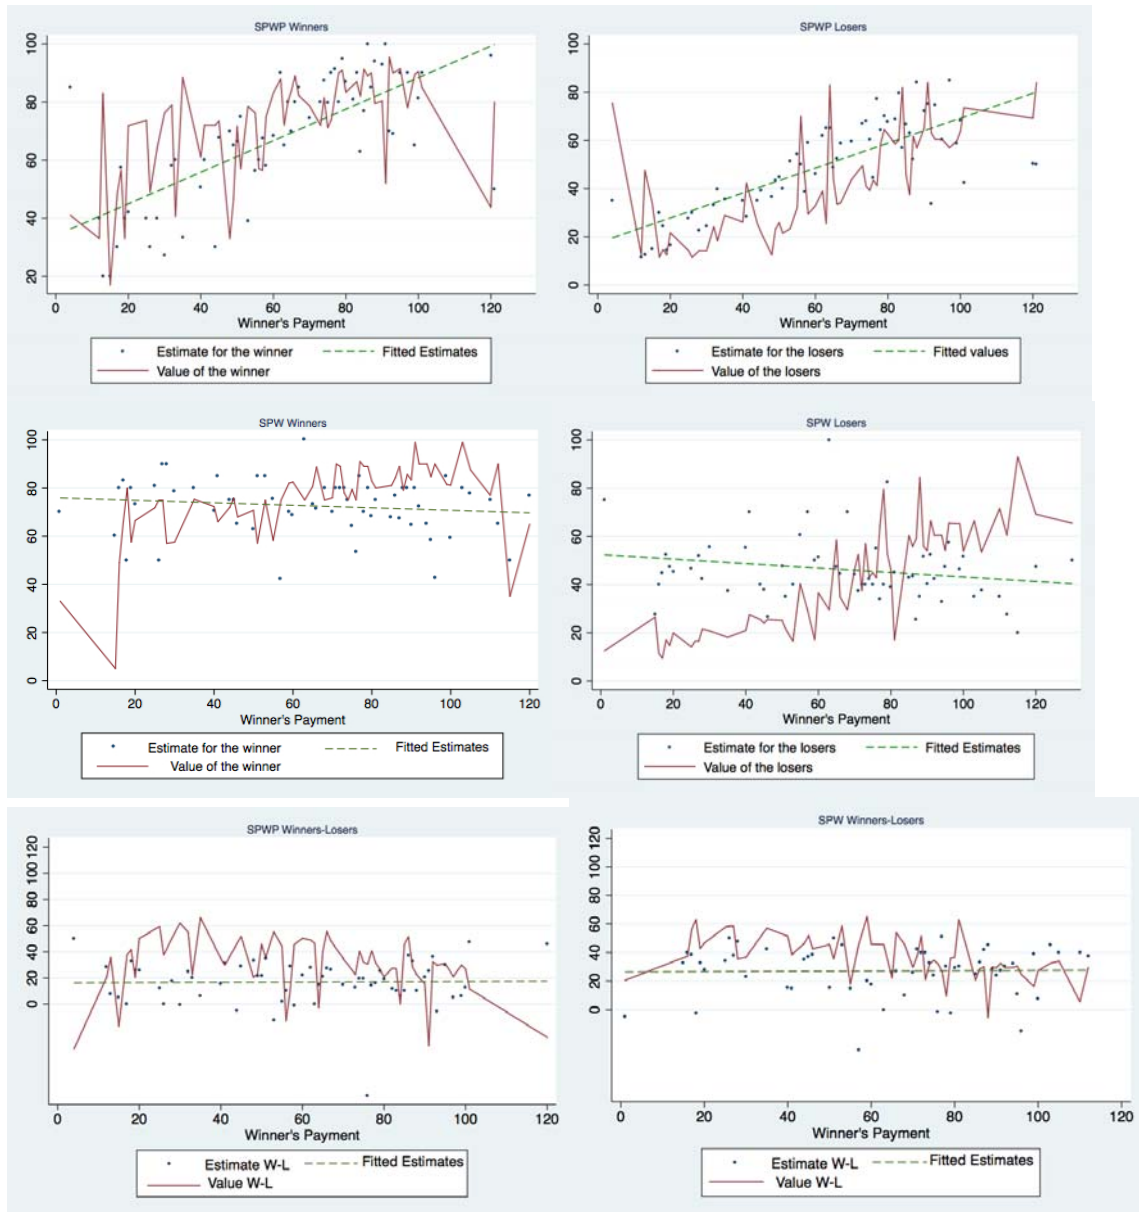 SPWP Winners
100
80
60
40
20
0 20 40 60 80 100 120
Winner's Payment
Estimate for the winner Fitted Estimates
Value of the winner
SPWP Losers
100
80
60
40
20
0
0 20 40 60 80 100 120
Winner's Payment
Estimate for the losers Fitted values
Value of the losers
SPW Winners
100
80
60
40
20
0
0 20 40 60 80 100 120
Winner's Payment
Estimate for the winner Fitted Estimates
Value of the winner
SPW Losers
100
80
60
40
20
0
0 20 40 60 80 100 120
Winner's Payment
Estimate for the losers Fitted Estimates
Value of the losers
SPWP Winners-Losers
120
100
80
60
40
20
0
0 20 40 60 80 100 120
Winner's Payment
Estimate W-L Fitted Estimates
Value W-L
SPW Winners-Losers
120
100
80
60
40
20
0
0 20 40 60 80 100 120
Winner's Payment
Estimate W-L Fitted Estimates
Value W-L